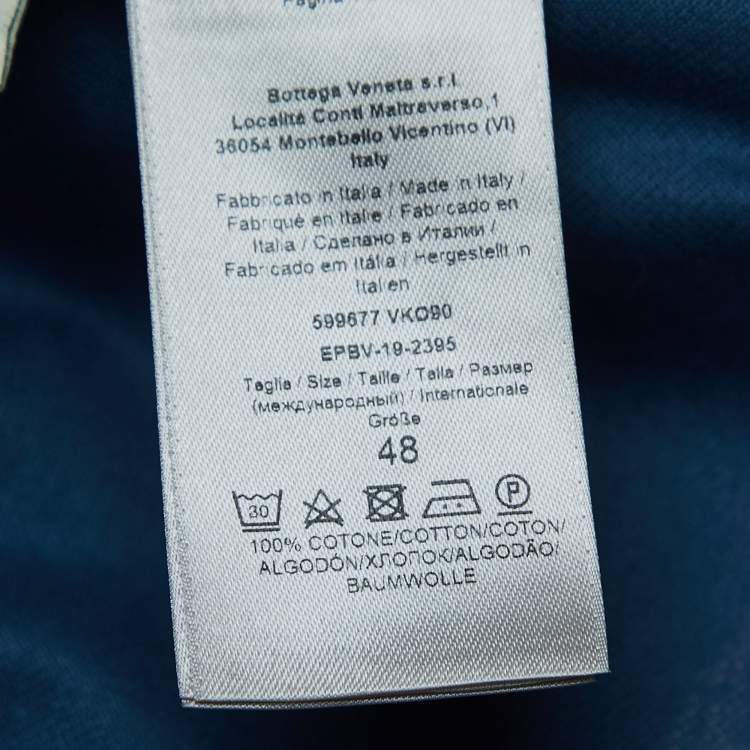 Bottega Veneta s.r.l.
Località Conti Maltraverso,1
36054 Montebello Vicentino (VI)
Italy
Fabbricato in Italia / Made in Italy /
Fabriqué en Italie / Fabricado en
Italia / Сделано в Италии /
Fabricado em Itália / Hergestellt in
Italien
599677 VKO90
EPBV-19-2395
Taglia / Size / Taille / Talla / Размер
(международный) / Internationale
Größe
48
30 P
100% COTONE/COTTON/COTON/
ALGODÓN/ХЛОПОК/ALGODÃO/
BAUMWOLLE